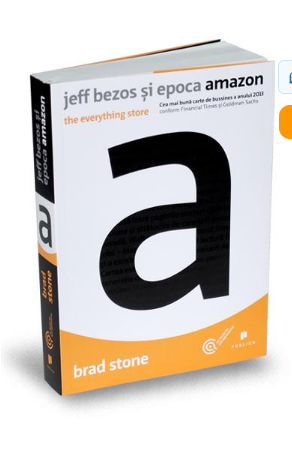 jeff bezos și epoca amazon
the everything store
Cea mai bună carte de bussines a anului 2013
conform Financial Times și Goldman Sachs
a
brad stone
PUBLICA
jeff bezos și
epoca amazon
a
brad
stone